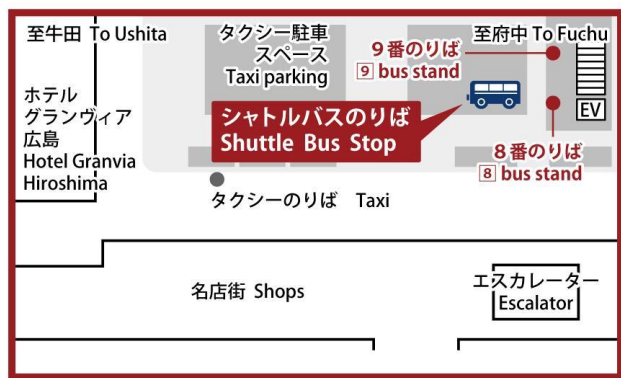 至牛田 To Ushita
タクシー駐車
スペース
Taxi parking
9番のりば
9 bus stand
至府中 To Fuchu
ホテル
グランヴィア
広島
Hotel Granvia
Hiroshima
シャトルバスのりば
Shuttle Bus Stop
EV
8番のりば
8 bus stand
タクシーのりば Taxi
名店街 Shops
エスカレーター
Escalator